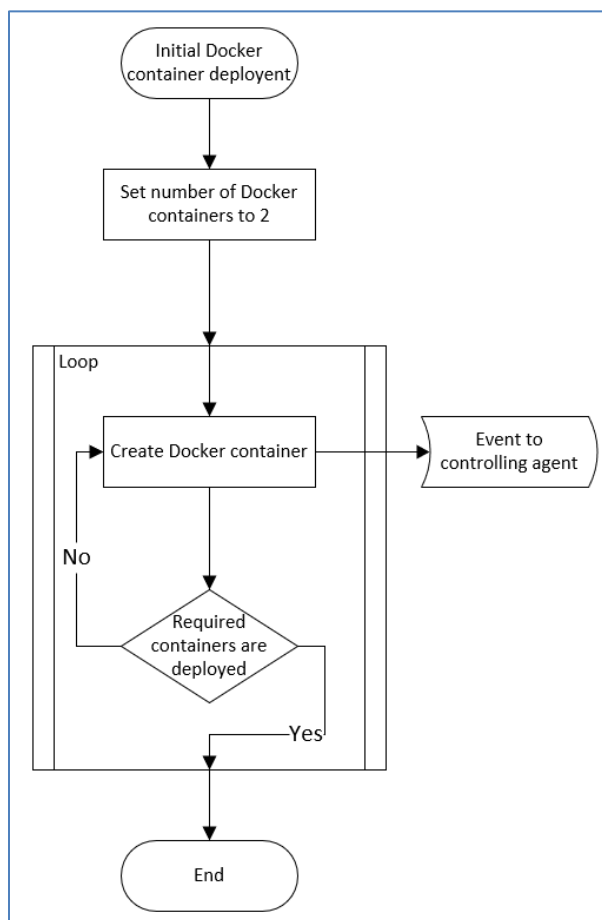 Initial Docker
container deployent
Set number of Docker
containers to 2
Loop
Create Docker container
Event to
controlling agent
No
Required
containers are
deployed
Yes
End